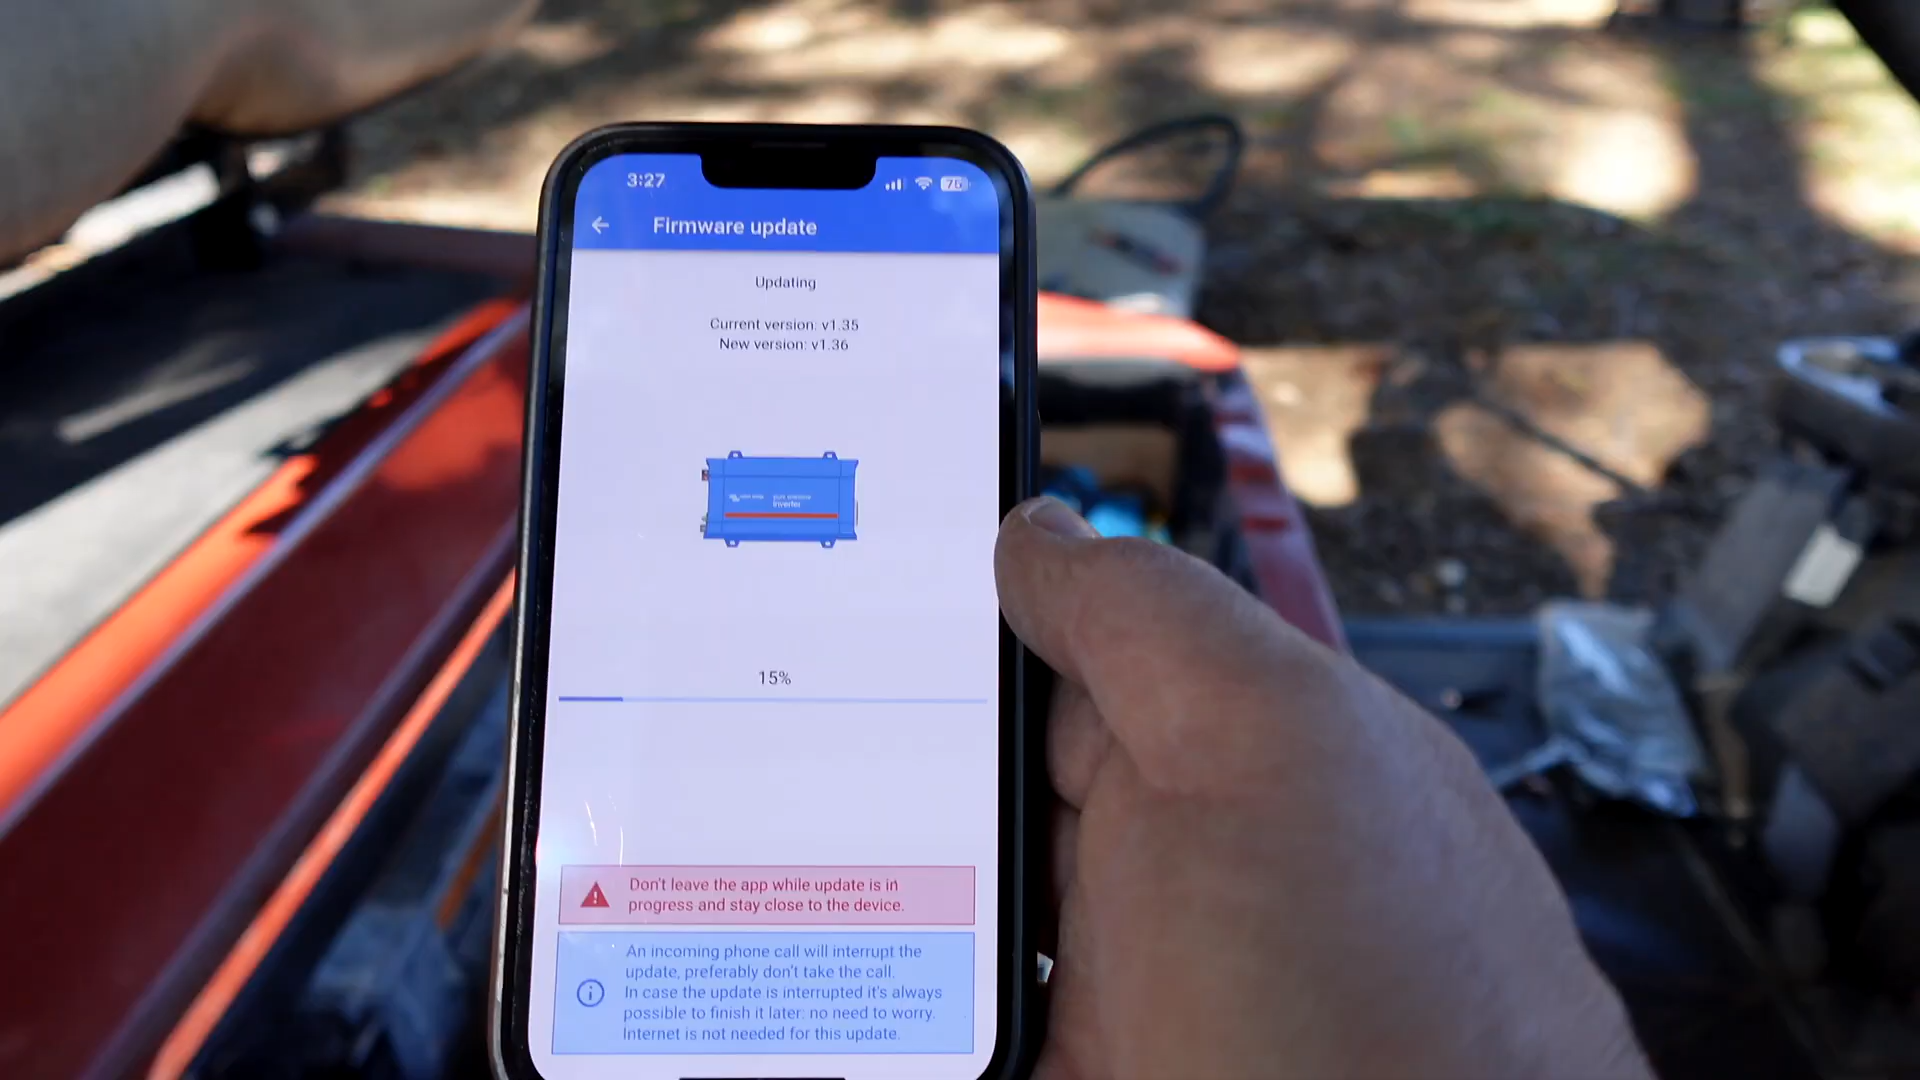 3:27
75
Firmware update
Updating
Current version: v1.35
New version: v1.36
inverter
15%
Don't leave the app while update is in
progress and stay close to the device.
An incoming phone call will interrupt the
update, preferably don't take the call.
In case the update is interrupted it's always
possible to finish it later: no need to worry.
Internet is not needed for this update.